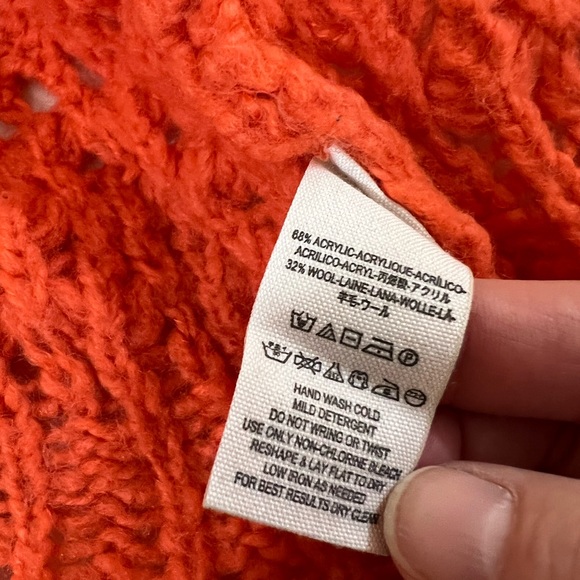 68% ACRYLIC-ACRYLIQUE-ACRÍLICO-
ACRILICO-ACRYL-丙烯酸-アクリル
32% WOOL-LAINE-LANA-WOLLE-LA-
羊毛-ウール
HAND WASH COLD
MILD DETERGENT
DO NOT WRING OR TWIST
USE ONLY NON-CHLORINE BLEACH
RESHAPE & LAY FLAT TO DRY
LOW IRON AS NEEDED
FOR BEST RESULTS DRY CLEAN